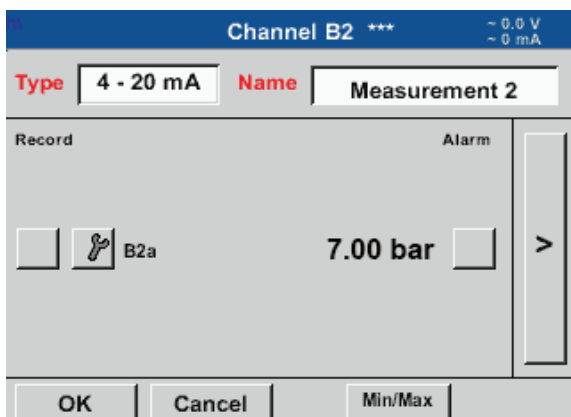 Channel B2 *** ~ 0.0 V
~ 0 mA
Type 4 - 20 mA Name Measurement 2
Record Alarm
B2a 7.00 bar >
OK Cancel Min/Max